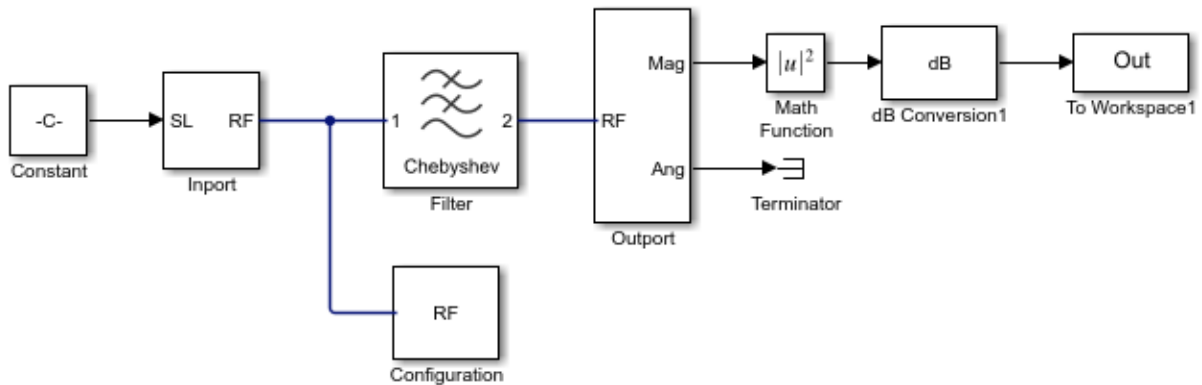 -C-
Constant
SL RF
Inport
1 2
Chebyshev
Filter
RF
Mag
Ang
Outport
|u|²
Math
Function
dB
dB Conversion1
Out
To Workspace1
Terminator
RF
Configuration